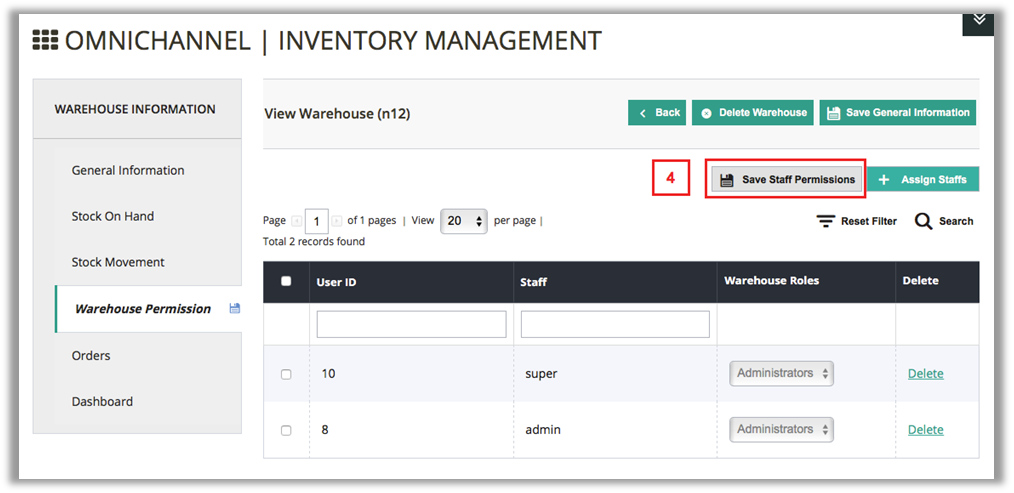 OMNICHANNEL | INVENTORY MANAGEMENT
WAREHOUSE INFORMATION
General Information
Stock On Hand
Stock Movement
Warehouse Permission
Orders
Dashboard
View Warehouse (n12)
Back
Delete Warehouse
Save General Information
4
Save Staff Permissions
+ Assign Staffs
Page 1 of 1 pages | View 20 per page |
Total 2 records found
Reset Filter
Search
User ID Staff Warehouse Roles Delete
10 super Administrators Delete
8 admin Administrators Delete